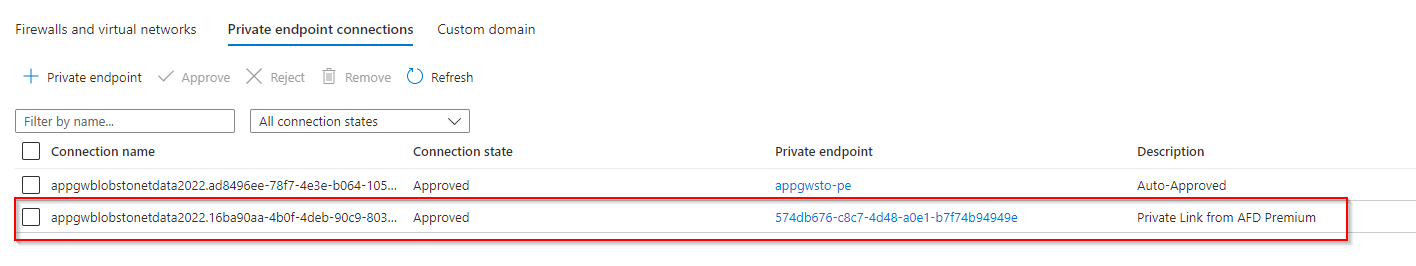 Firewalls and virtual networks Private endpoint connections Custom domain
Private endpoint Approve Reject Remove Refresh
Filter by name... All connection states
Connection name Connection state Private endpoint Description
appgwblobstonetdata2022.ad8496ee-78f7-4e3e-b064-105... Approved appgwsto-pe Auto-Approved
appgwblobstonetdata2022.16ba90aa-4b0f-4deb-90c9-803... Approved 574db676-c8c7-4d48-a0e1-b7f74b94949e Private Link from AFD Premium